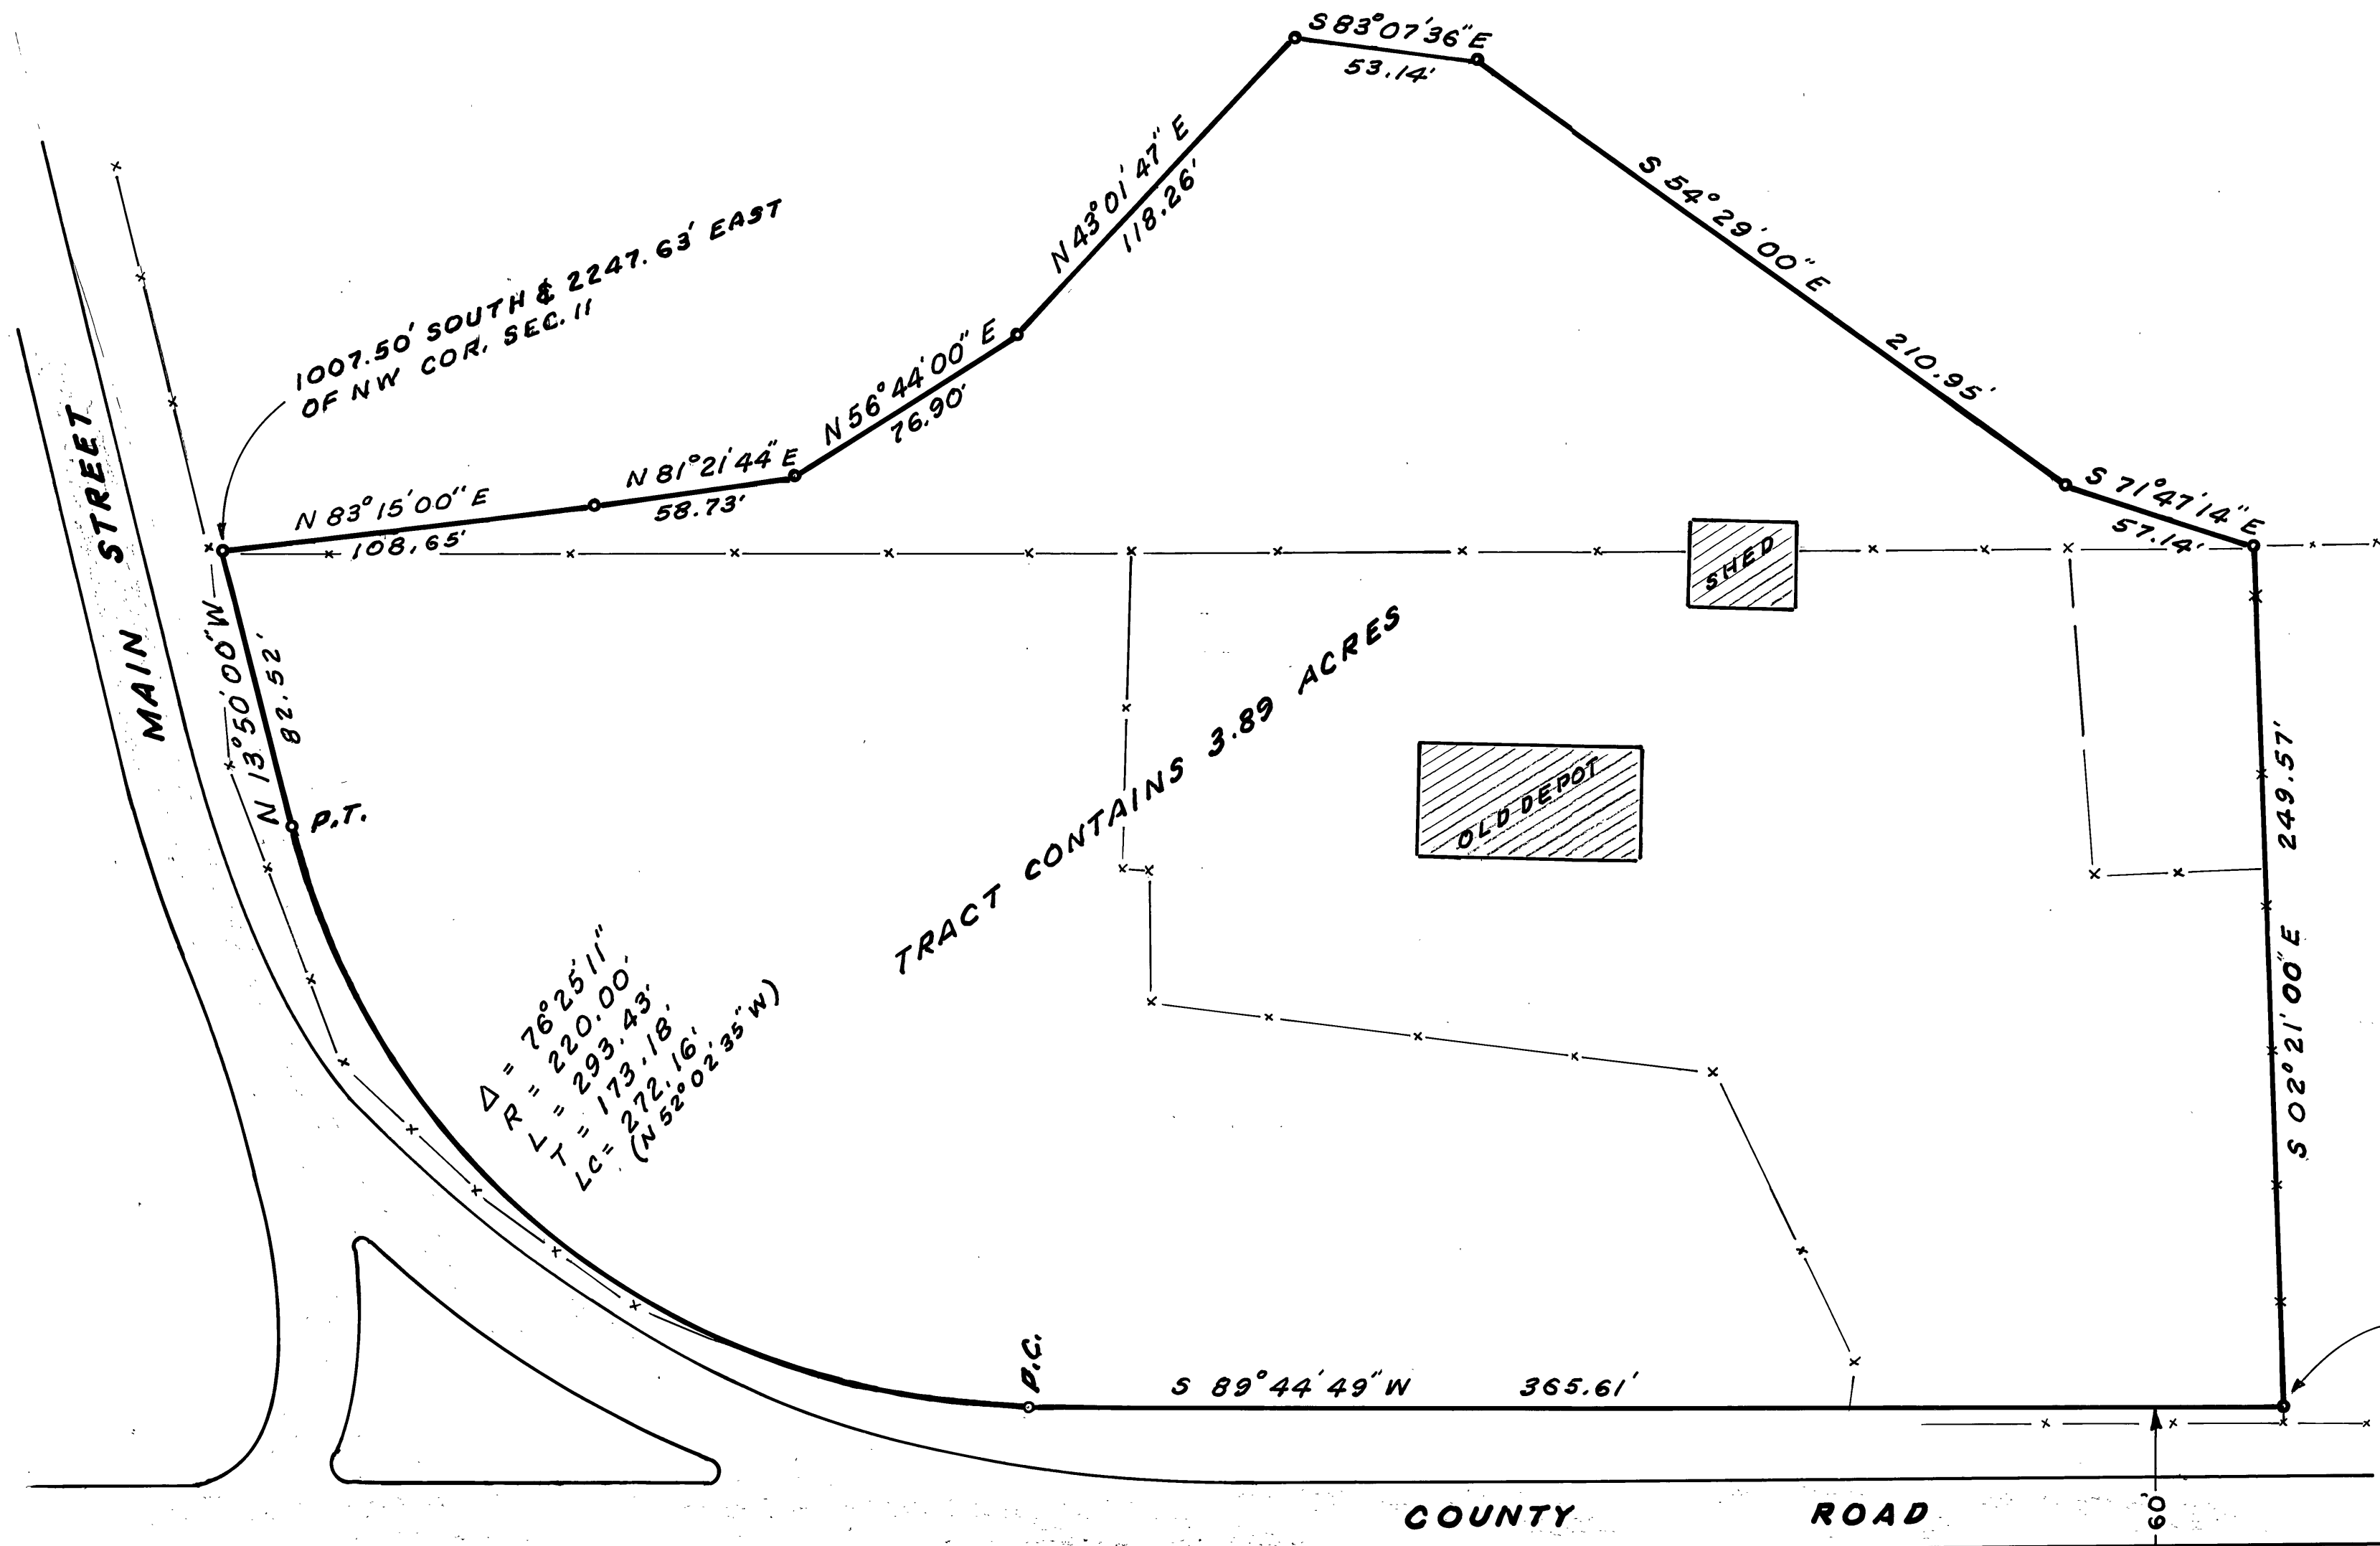 S 83°07'36" E
53.14'
N 43°01'47" E
118.26'
S 54°29'00" E
210.95'
1007.50' SOUTH & 2247.63' EAST
OF NW COR. SEC. 11
N 56°44'00" E
76.90'
N 81°21'44" E
58.73'
N 83°15'00" E
108.65'
S 71°47'14" E
57.14'
MAIN STREET
SHED
N 13°50'00" W
82.52'
P.T.
TRACT CONTAINS 3.89 ACRES
OLD DEPOT
S 02°21'00" E 249.57'
Δ = 76°25'11"
R = 220.00'
L = 293.43'
T = 173.18'
LC = 272.16'
(N 52°02'35" W)
P.C.
S 89°44'49" W 365.61'
COUNTY ROAD
60'